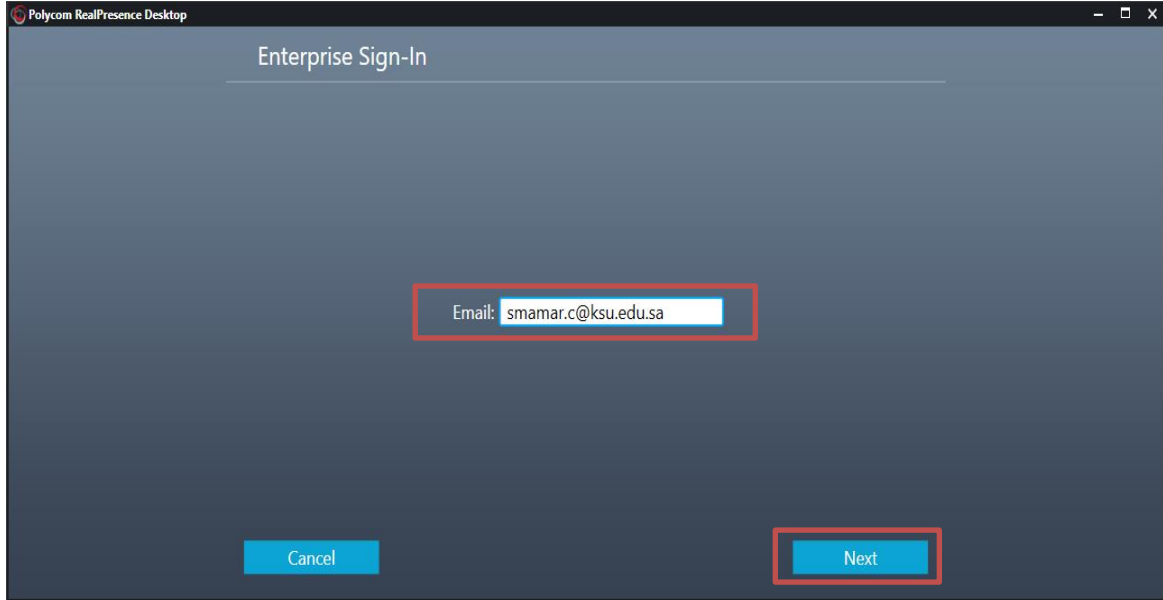 Polycom RealPresence Desktop
Enterprise Sign-In
Email: smamar.c@ksu.edu.sa
Cancel Next